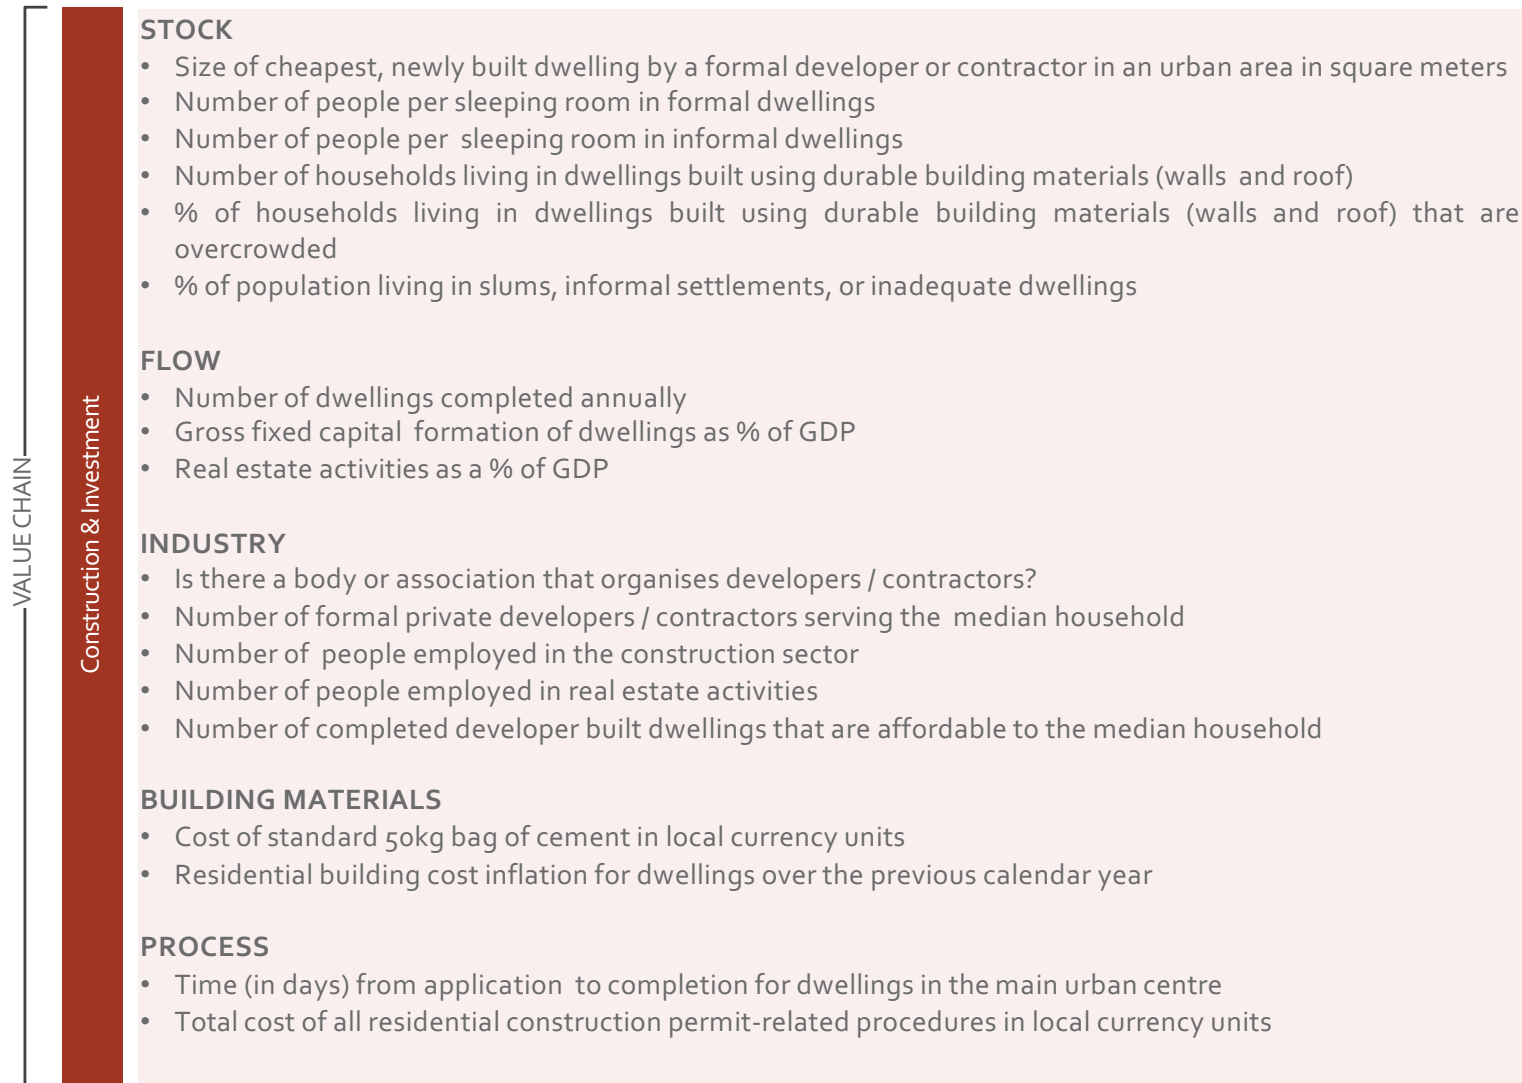 VALUE CHAIN
Construction & Investment
STOCK
• Size of cheapest, newly built dwelling by a formal developer or contractor in an urban area in square meters
• Number of people per sleeping room in formal dwellings
• Number of people per sleeping room in informal dwellings
• Number of households living in dwellings built using durable building materials (walls and roof)
• % of households living in dwellings built using durable building materials (walls and roof) that are
overcrowded
• % of population living in slums, informal settlements, or inadequate dwellings
FLOW
• Number of dwellings completed annually
• Gross fixed capital formation of dwellings as % of GDP
• Real estate activities as a % of GDP
INDUSTRY
• Is there a body or association that organises developers / contractors?
• Number of formal private developers / contractors serving the median household
• Number of people employed in the construction sector
• Number of people employed in real estate activities
• Number of completed developer built dwellings that are affordable to the median household
BUILDING MATERIALS
• Cost of standard 50kg bag of cement in local currency units
• Residential building cost inflation for dwellings over the previous calendar year
PROCESS
• Time (in days) from application to completion for dwellings in the main urban centre
• Total cost of all residential construction permit-related procedures in local currency units